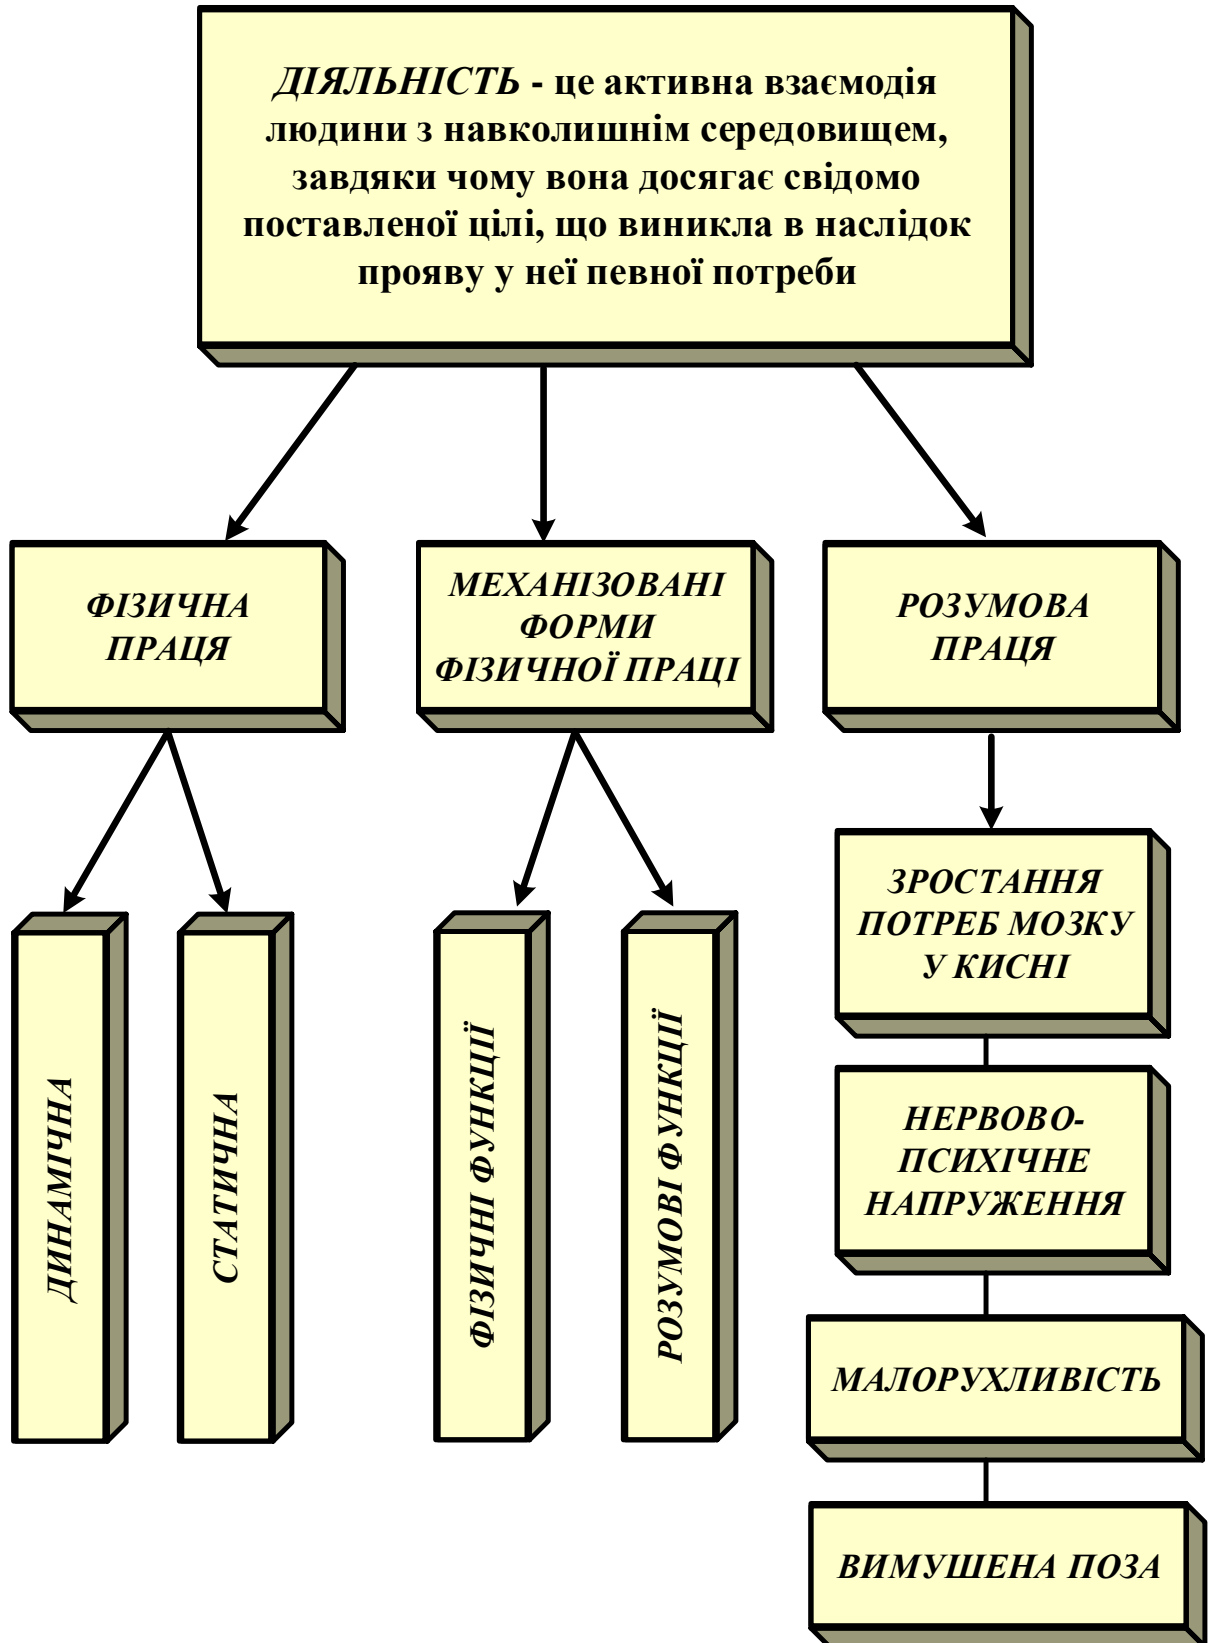 ДІЯЛЬНІСТЬ - це активна взаємодія
людини з навколишнім середовищем,
завдяки чому вона досягає свідомо
поставленої цілі, що виникла в наслідок
прояву у неї певної потреби
ФІЗИЧНА
ПРАЦЯ
МЕХАНІЗОВАНІ
ФОРМИ
ФІЗИЧНОЇ ПРАЦІ
РОЗУМОВА
ПРАЦЯ
ДИНАМІЧНА
СТАТИЧНА
ФІЗИЧНІ ФУНКЦІЇ
РОЗУМОВІ ФУНКЦІЇ
ЗРОСТАННЯ
ПОТРЕБ МОЗКУ
У КИСНІ
НЕРВОВО-
ПСИХІЧНЕ
НАПРУЖЕННЯ
МАЛОРУХЛИВІСТЬ
ВИМУШЕНА ПОЗА